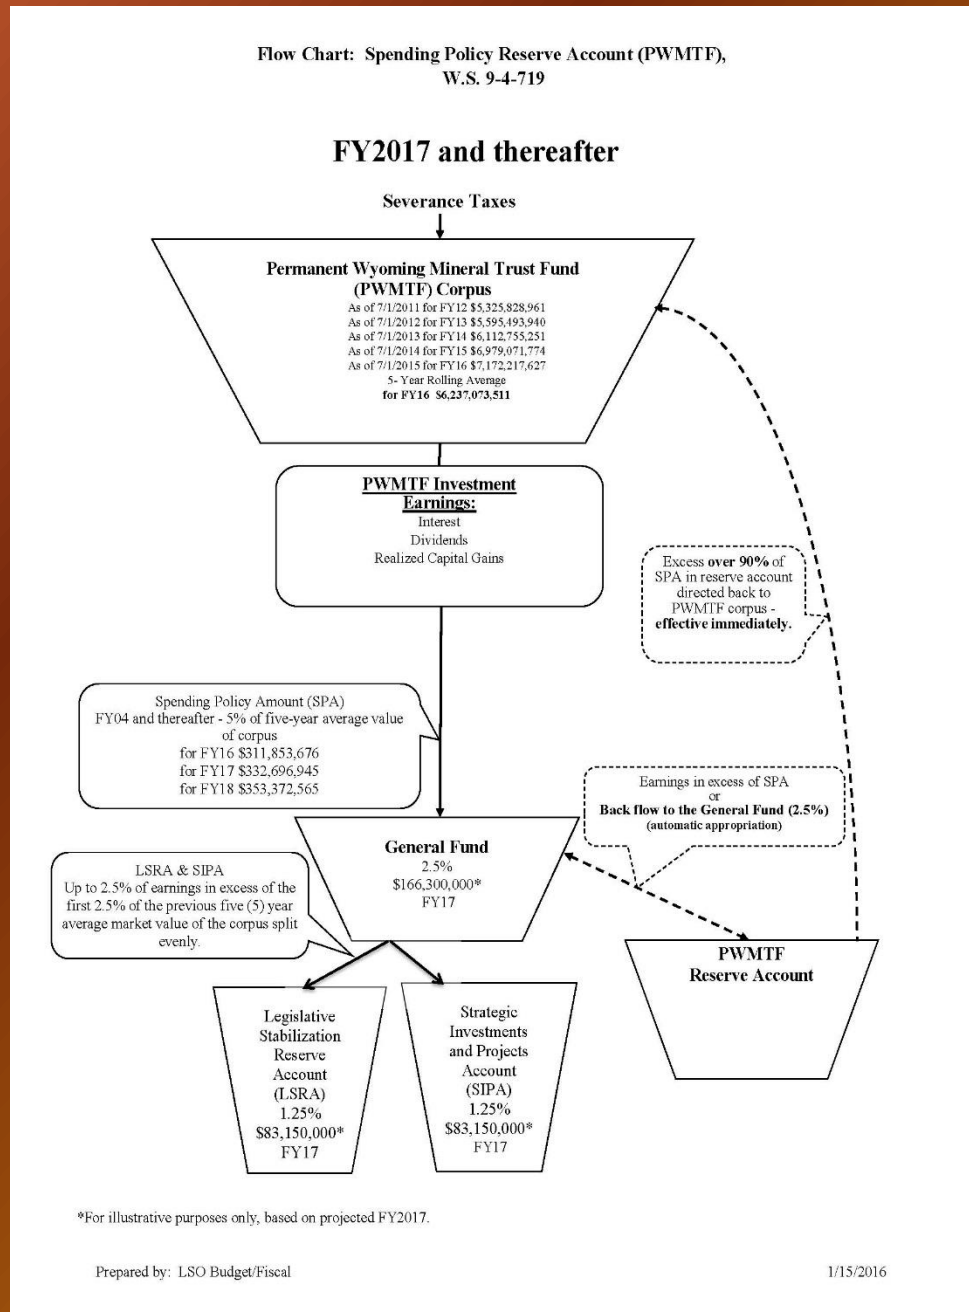 Flow Chart: Spending Policy Reserve Account (PWMTF),
W.S. 9-4-719
FY2017 and thereafter
Severance Taxes
Permanent Wyoming Mineral Trust Fund
(PWMTF) Corpus
As of 7/1/2011 for FY12 $5,325,828,961
As of 7/1/2012 for FY13 $5,595,493,940
As of 7/1/2013 for FY14 $6,112,755,251
As of 7/1/2014 for FY15 $6,979,071,774
As of 7/1/2015 for FY16 $7,172,217,627
5- Year Rolling Average
for FY16 $6,237,073,511
PWMTF Investment
Earnings:
Interest
Dividends
Realized Capital Gains
Excess over 90% of
SPA in reserve account
directed back to
PWMTF corpus -
effective immediately.
Spending Policy Amount (SPA)
FY04 and thereafter - 5% of five-year average value
of corpus
for FY16 $311,853,676
for FY17 $332,696,945
for FY18 $353,372,565
Earnings in excess of SPA
or
Back flow to the General Fund (2.5%)
(automatic appropriation)
General Fund
2.5%
$166,300,000*
FY17
LSRA & SIPA
Up to 2.5% of earnings in excess of the
first 2.5% of the previous five (5) year
average market value of the corpus split
evenly.
PWMTF
Reserve Account
Legislative
Stabilization
Reserve
Account
(LSRA)
1.25%
$83,150,000*
FY17
Strategic
Investments
and Projects
Account
(SIPA)
1.25%
$83,150,000*
FY17
*For illustrative purposes only, based on projected FY2017.
Prepared by: LSO Budget/Fiscal
1/15/2016